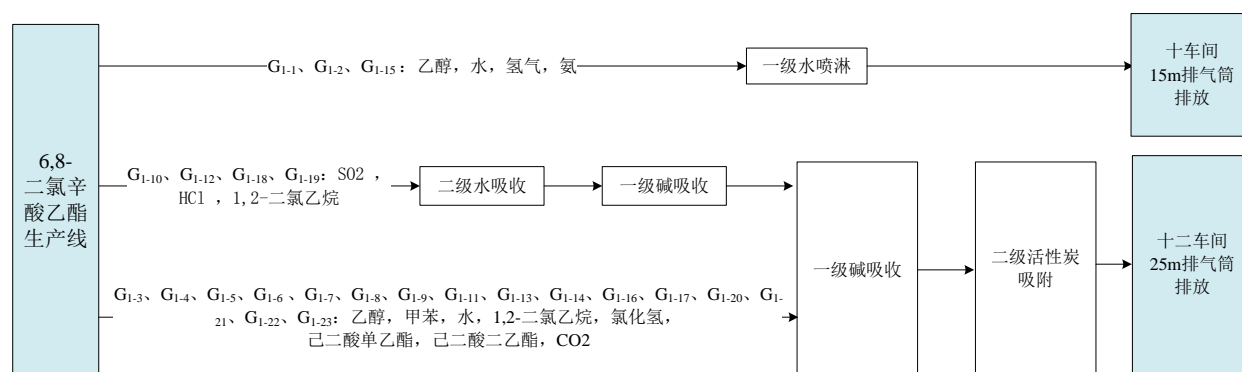 6,8-
二氯辛
酸乙酯
生产线
G1-1、G1-2、G1-15：乙醇，水，氢气，氨
一级水喷淋
十车间
15m排气筒
排放
G1-10、G1-12、G1-18、G1-19：SO2 ，
HCl ，1,2-二氯乙烷
二级水吸收
一级碱吸收
G1-3、G1-4、G1-5、G1-6 、G1-7、G1-8、G1-9、G1-11、G1-13、G1-14、G1-16、G1-17、G1-20、G1-
21、G1-22、G1-23：乙醇，甲苯，水，1,2-二氯乙烷，氯化氢，
己二酸单乙酯，己二酸二乙酯，CO2
一级碱吸收
二级活性炭
吸附
十二车间
25m排气筒
排放